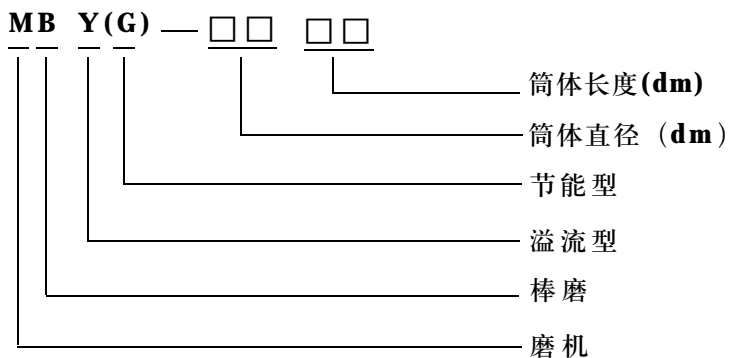 MB Y(G)—□□ □□
筒体长度(dm)
筒体直径（dm）
节能型
溢流型
棒磨
磨机